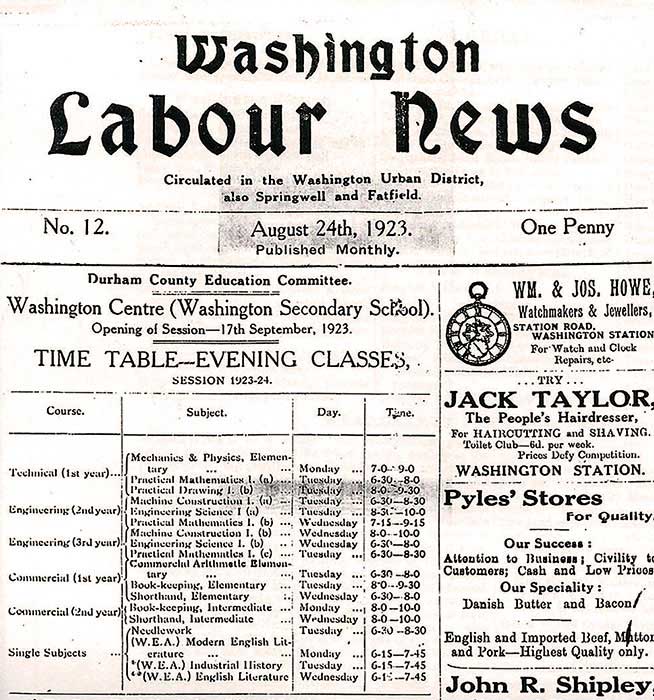 Washington
Labour News
Circulated in the Washington Urban District,
also Springwell and Fatfield.
No. 12. August 24th, 1923. One Penny
Published Monthly.
Durham County Education Committee.
Washington Centre (Washington Secondary School).
Opening of Session—17th September, 1923.
TIME TABLE—EVENING CLASSES,
SESSION 1923-24.
Course. Subject. Day. Time.
Technical (1st year)...
Mechanics & Physics, Elemen-
tary ... ... Monday ... 7-0—9-0
Practical Mathematics I. (a) Tuesday ... 6-30—8-0
Practical Drawing I. (b) Tuesday ... 8-0—9-30
Engineering (2nd year)
Machine Construction I. (a) ... Tuesday ... 6-30—8-30
Engineering Science I (a) Tuesday ... 8-30—10-0
Practical Mathematics I. (b) ... Wednesday 7-15—9-15
Engineering (3rd year)
Machine Construction I. (b) Wednesday 8-0—10-0
Engineering Science I. (b) Wednesday 6-30—8-0
Practical Mathematics I. (c) ... Tuesday ... 6-30—8-30
Commercial (1st year)
Commercial Arithmetic Elemen-
tary ... ... Tuesday ... 6-30—8-0
Book-keeping, Elementary ... Tuesday ... 8-0—9-30
Shorthand, Elementary ... Wednesday 6-30—8-0
Commercial (2nd year)
Book-keeping, Intermediate ... Monday ... 8-0—10-0
Shorthand, Intermediate ... Wednesday 8-0—10-0
Single Subjects ...
Needlework Tuesday ... 6-30—8-30
(W.E.A.) Modern English Lit-
erature ... ... Monday ... 6-15—7-45
*(W.E.A.) Industrial History Tuesday ... 6-15—7-45
**(W.E.A.) English Literature Wednesday 6-15—7-45
WM. & JOS. HOWE,
Watchmakers & Jewellers,
STATION ROAD,
WASHINGTON STATION
For Watch and Clock
Repairs, etc.
...TRY...
JACK TAYLOR,
The People's Hairdresser,
For HAIRCUTTING and SHAVING.
Toilet Club—6d. per week.
Prices Defy Competition.
WASHINGTON STATION.
Pyles' Stores
For Quality
Our Success:
Attention to Business; Civility to
Customers; Cash and Low Prices
Our Speciality:
Danish Butter and Bacon
English and Imported Beef, Mutton
and Pork—Highest Quality only.
John R. Shipley